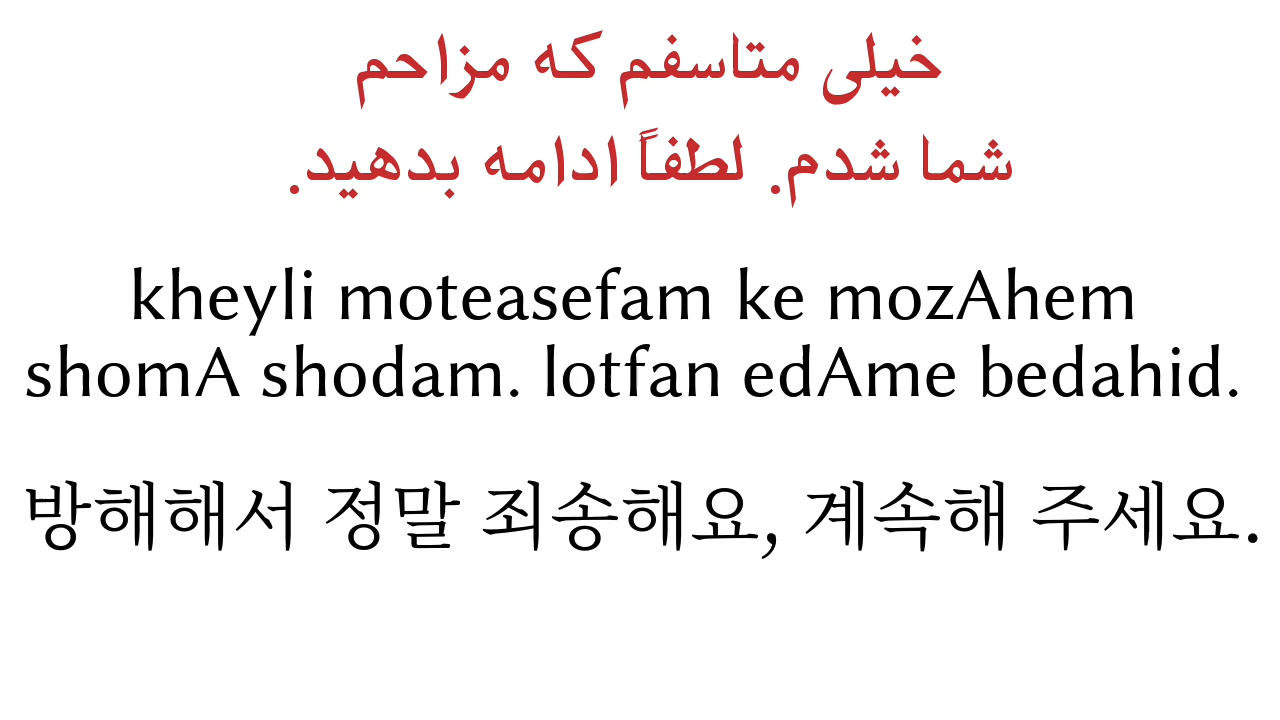 خیلی متاسفم که مزاحم
شما شدم. لطفاً ادامه بدهید.
kheyli moteasefam ke mozAhem
shomA shodam. lotfan edAme bedahid.
방해해서 정말 죄송해요, 계속해 주세요.